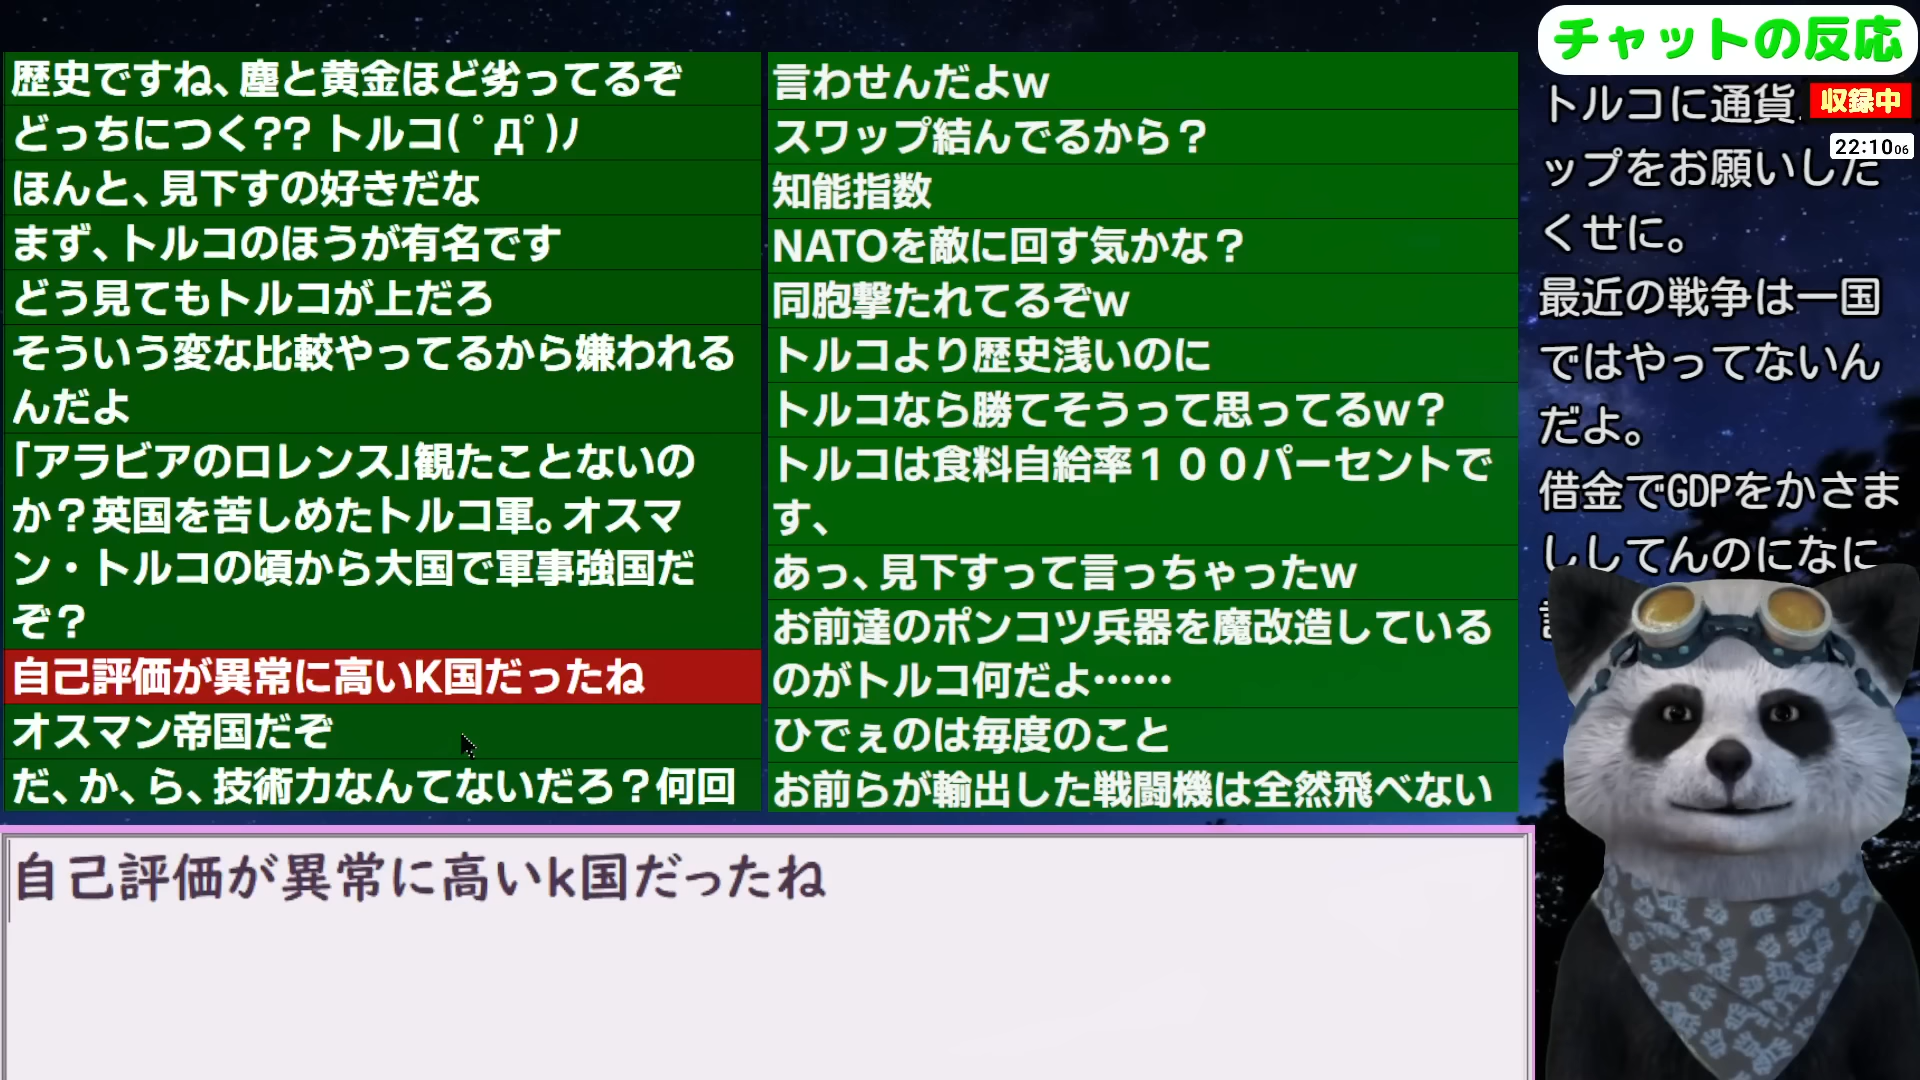 歴史ですね、塵と黄金ほど劣ってるぞ
どっちにつく?? トルコ( ﾟДﾟ)ﾉ
ほんと、見下すの好きだな
まず、トルコのほうが有名です
どう見てもトルコが上だろ
そういう変な比較やってるから嫌われる
んだよ
「アラビアのロレンス」観たことないの
か？英国を苦しめたトルコ軍。オスマ
ン・トルコの頃から大国で軍事強国だ
ぞ？
自己評価が異常に高いK国だったね
オスマン帝国だぞ
だ、か、ら、技術力なんてないだろ？何回
言わせんだよw
スワップ結んでるから？
知能指数
NATOを敵に回す気かな？
同胞撃たれてるぞw
トルコより歴史浅いのに
トルコなら勝てそうって思ってるw？
トルコは食料自給率１００パーセントで
す、
あっ、見下すって言っちゃったw
お前達のポンコツ兵器を魔改造している
のがトルコ何だよ……
ひでぇのは毎度のこと
お前らが輸出した戦闘機は全然飛べない
自己評価が異常に高いk国だったね
チャットの反応
収録中
22:10 06
トルコに通貨
ップをお願いした
くせに。
最近の戦争は一国
ではやってないん
だよ。
借金でGDPをかさま
ししてんのになに